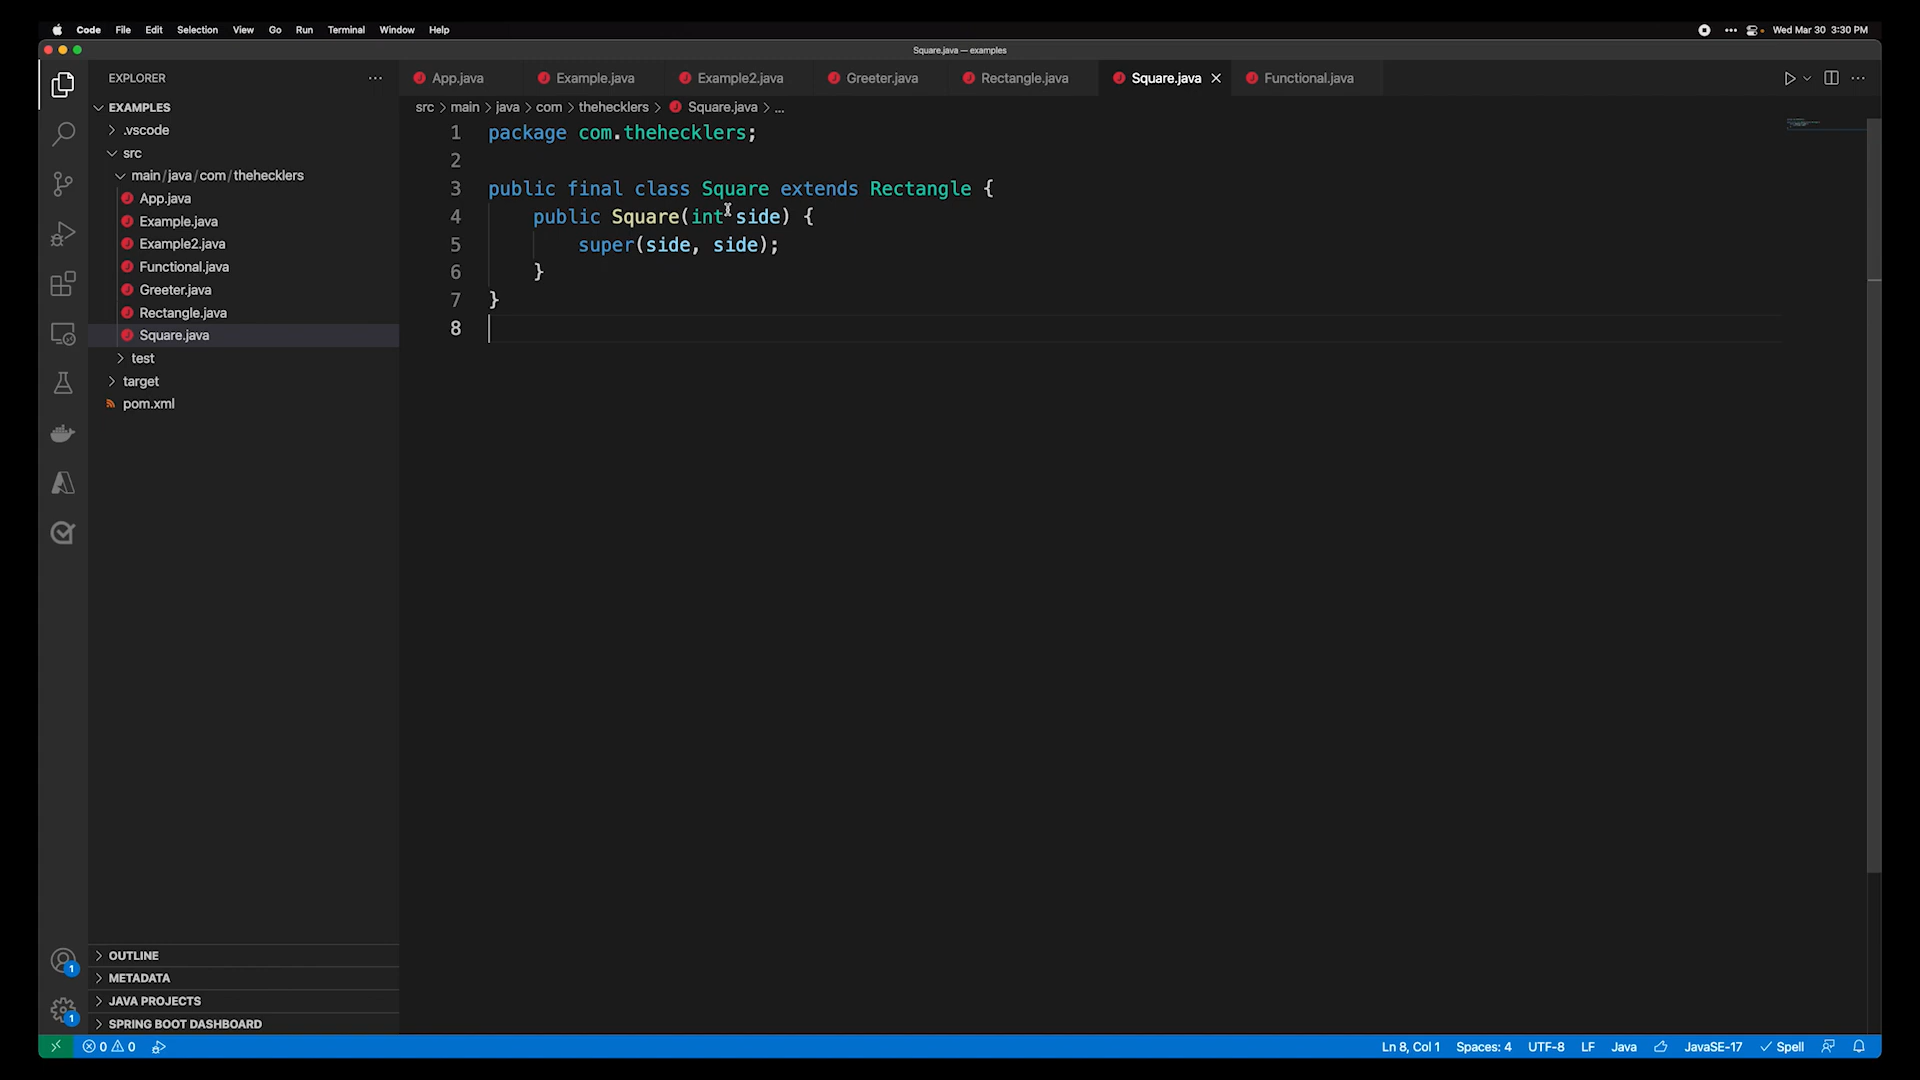 Code File Edit Selection View Go Run Terminal Window Help
Wed Mar 30 3:30 PM
Square.java — examples
EXPLORER
EXAMPLES
.vscode
src
main/java/com/thehecklers
App.java
Example.java
Example2.java
Functional.java
Greeter.java
Rectangle.java
Square.java
test
target
pom.xml
OUTLINE
METADATA
JAVA PROJECTS
SPRING BOOT DASHBOARD
1
1
App.java Example.java Example2.java Greeter.java Rectangle.java Square.java Functional.java
src > main > java > com > thehecklers > Square.java > ...
1 package com.thehecklers;
2
3 public final class Square extends Rectangle {
4 public Square(int side) {
5 super(side, side);
6 }
7 }
8
0 0
Ln 8, Col 1 Spaces: 4 UTF-8 LF Java JavaSE-17 Spell